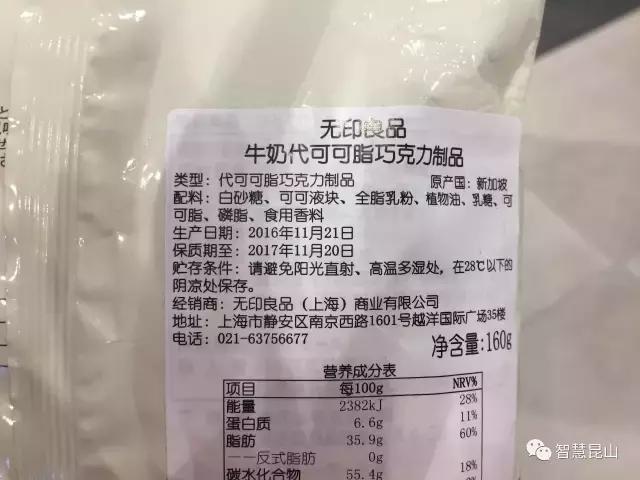 无印良品
牛奶代可可脂巧克力制品
类型：代可可脂巧克力制品 原产国：新加坡
配料：白砂糖、可可液块、全脂乳粉、植物油、乳糖、可
可脂、磷脂、食用香料
生产日期：2016年11月21日
保质期至：2017年11月20日
贮存条件：请避免阳光直射、高温多湿处，在28℃以下的
阴凉处保存。
经销商：无印良品（上海）商业有限公司
地址：上海市静安区南京西路1601号越洋国际广场35楼
电话：021-63756677
净含量:160g
营养成分表
项目 每100g NRV%
能量 2382kJ 28%
蛋白质 6.6g 11%
脂肪 35.9g 60%
——反式脂肪 0g
碳水化合物 55.4g 18%
智慧昆山